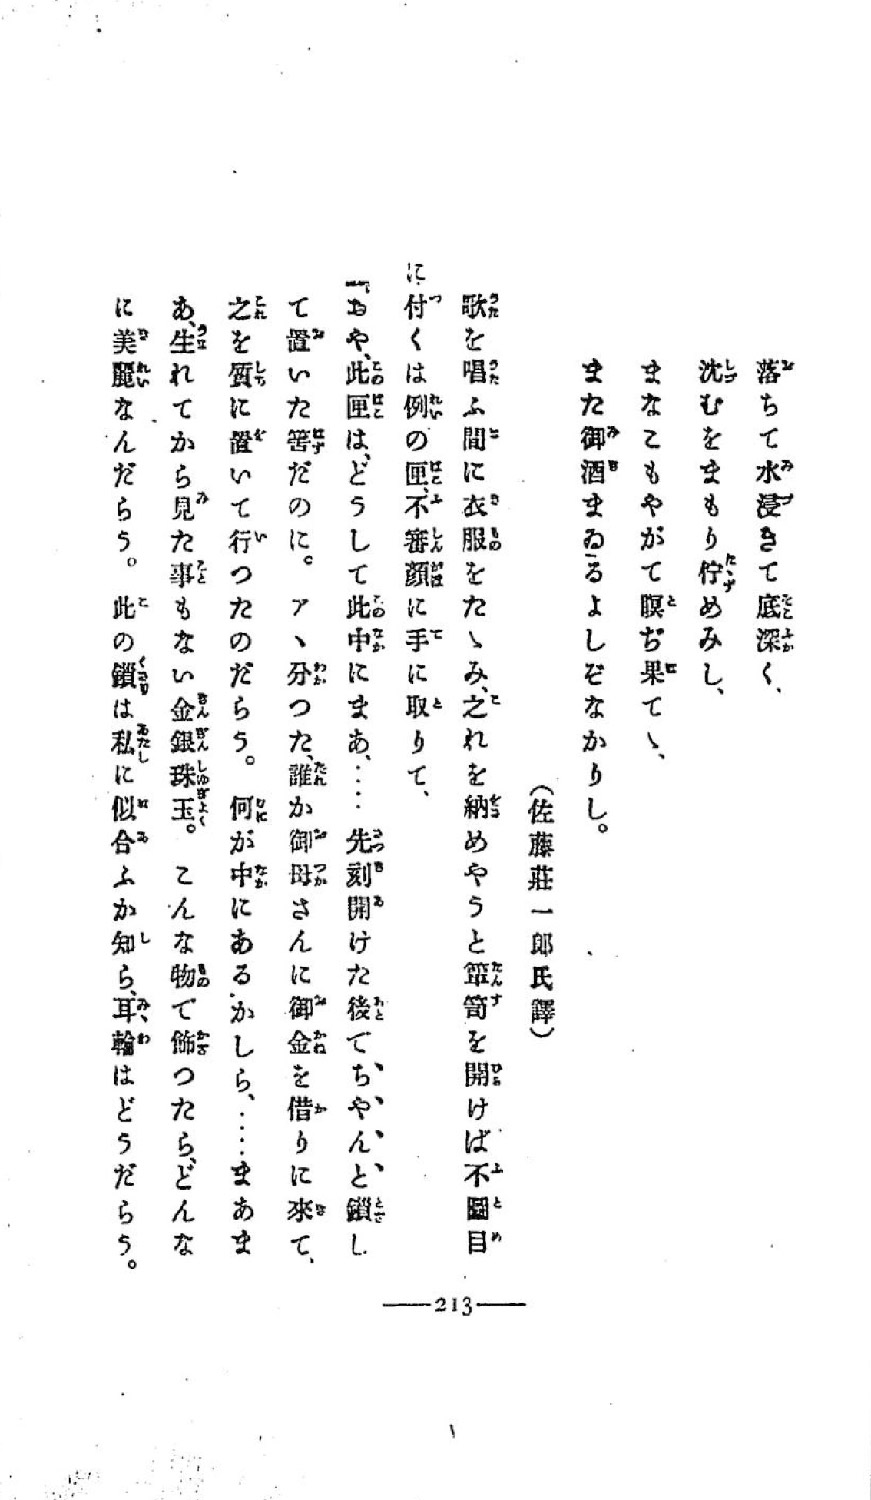 落ちて水浸きて底深く、
沈むをまもり佇めみし、
まなこもやがて瞑ぢ果てゝ、
また御酒まゐるよしぞなかりし。
(佐藤莊一郎氏譯)
歌を唱ふ間に衣服をたゝみ、之れを納めやうと箪笥を開けば不圖目
に付くは例の匣、不審顏に手に取りて、
『おや、此匣は、どうして此中にまあ、‥‥先刻開けた後でちやんと鎖し
て置いた筈だのに。アヽ分つた、誰か御母さんに御金を借りに來て、
之を質に置いて行つたのだらう。何が中にあるかしら、‥‥まあま
あ、生れてから見た事もない金銀珠玉。こんな物で飾つたら、どんな
に美麗なんだらう。此の鎖は私に似合ふか知ら、耳輪はどうだらう。
213